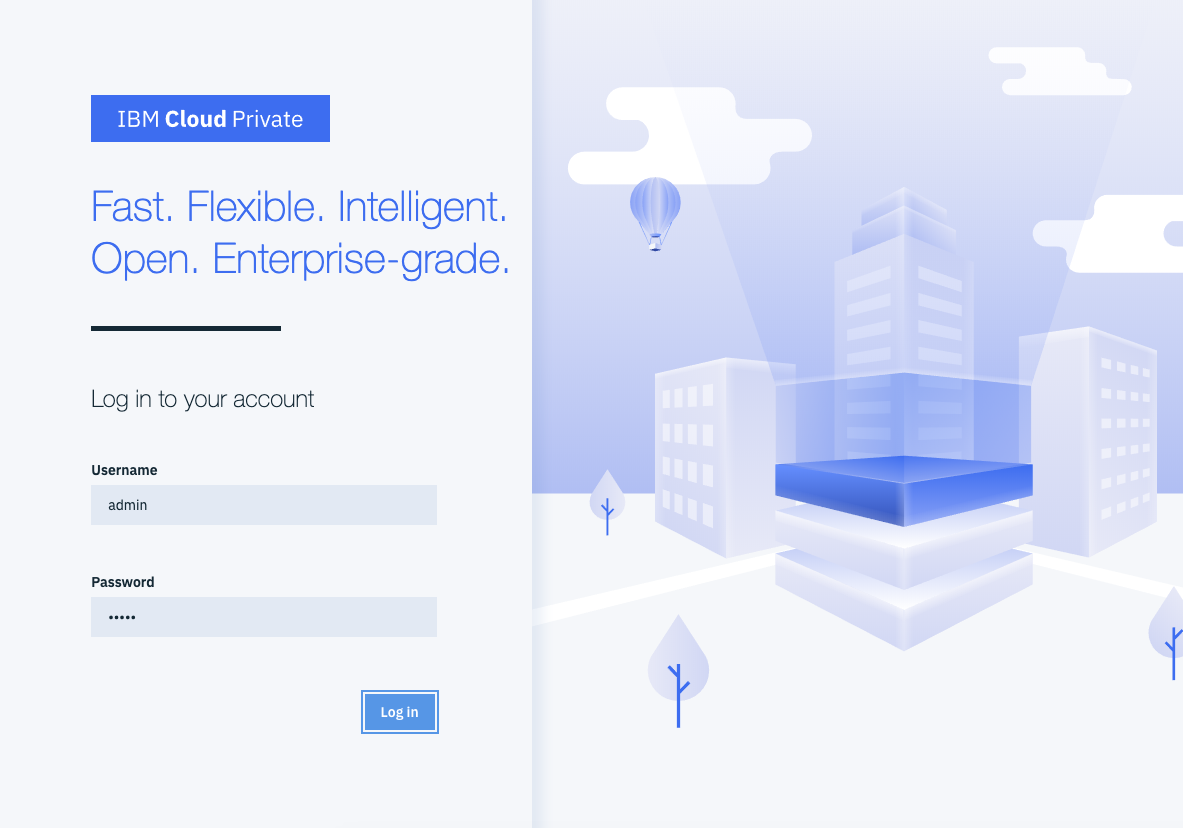 IBM Cloud Private
Fast. Flexible. Intelligent.
Open. Enterprise-grade.
Log in to your account
Username
admin
Password
•••••
Log in